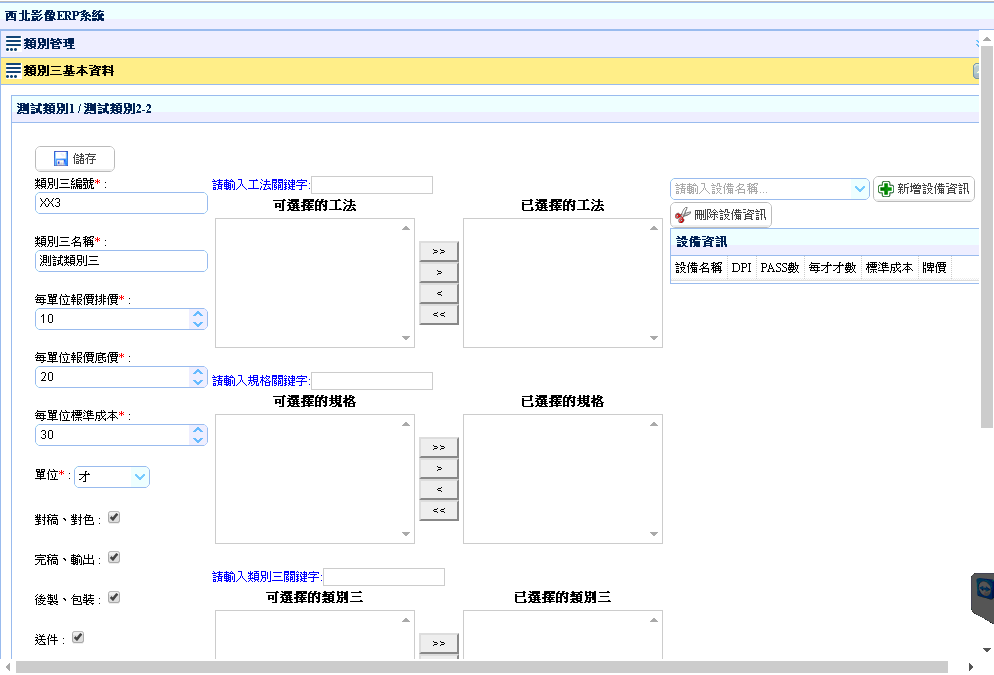 西北影像ERP系統
類別管理
類別三基本資料
測試類別1 / 測試類別2-2
儲存
類別三編號* :
XX3
類別三名稱* :
測試類別三
每單位報價排價* :
10
每單位報價底價* :
20
每單位標準成本* :
30
單位* : 才
對稿、對色 :
完稿、輸出 :
後製、包裝 :
送件 :
請輸入工法關鍵字:
可選擇的工法 已選擇的工法
>>
>
<
<<
請輸入規格關鍵字:
可選擇的規格 已選擇的規格
>>
>
<
<<
請輸入類別三關鍵字:
可選擇的類別三 已選擇的類別三
>>
請輸入設備名稱... 新增設備資訊
刪除設備資訊
設備資訊
設備名稱 DPI PASS數 每才才數 標準成本 牌價